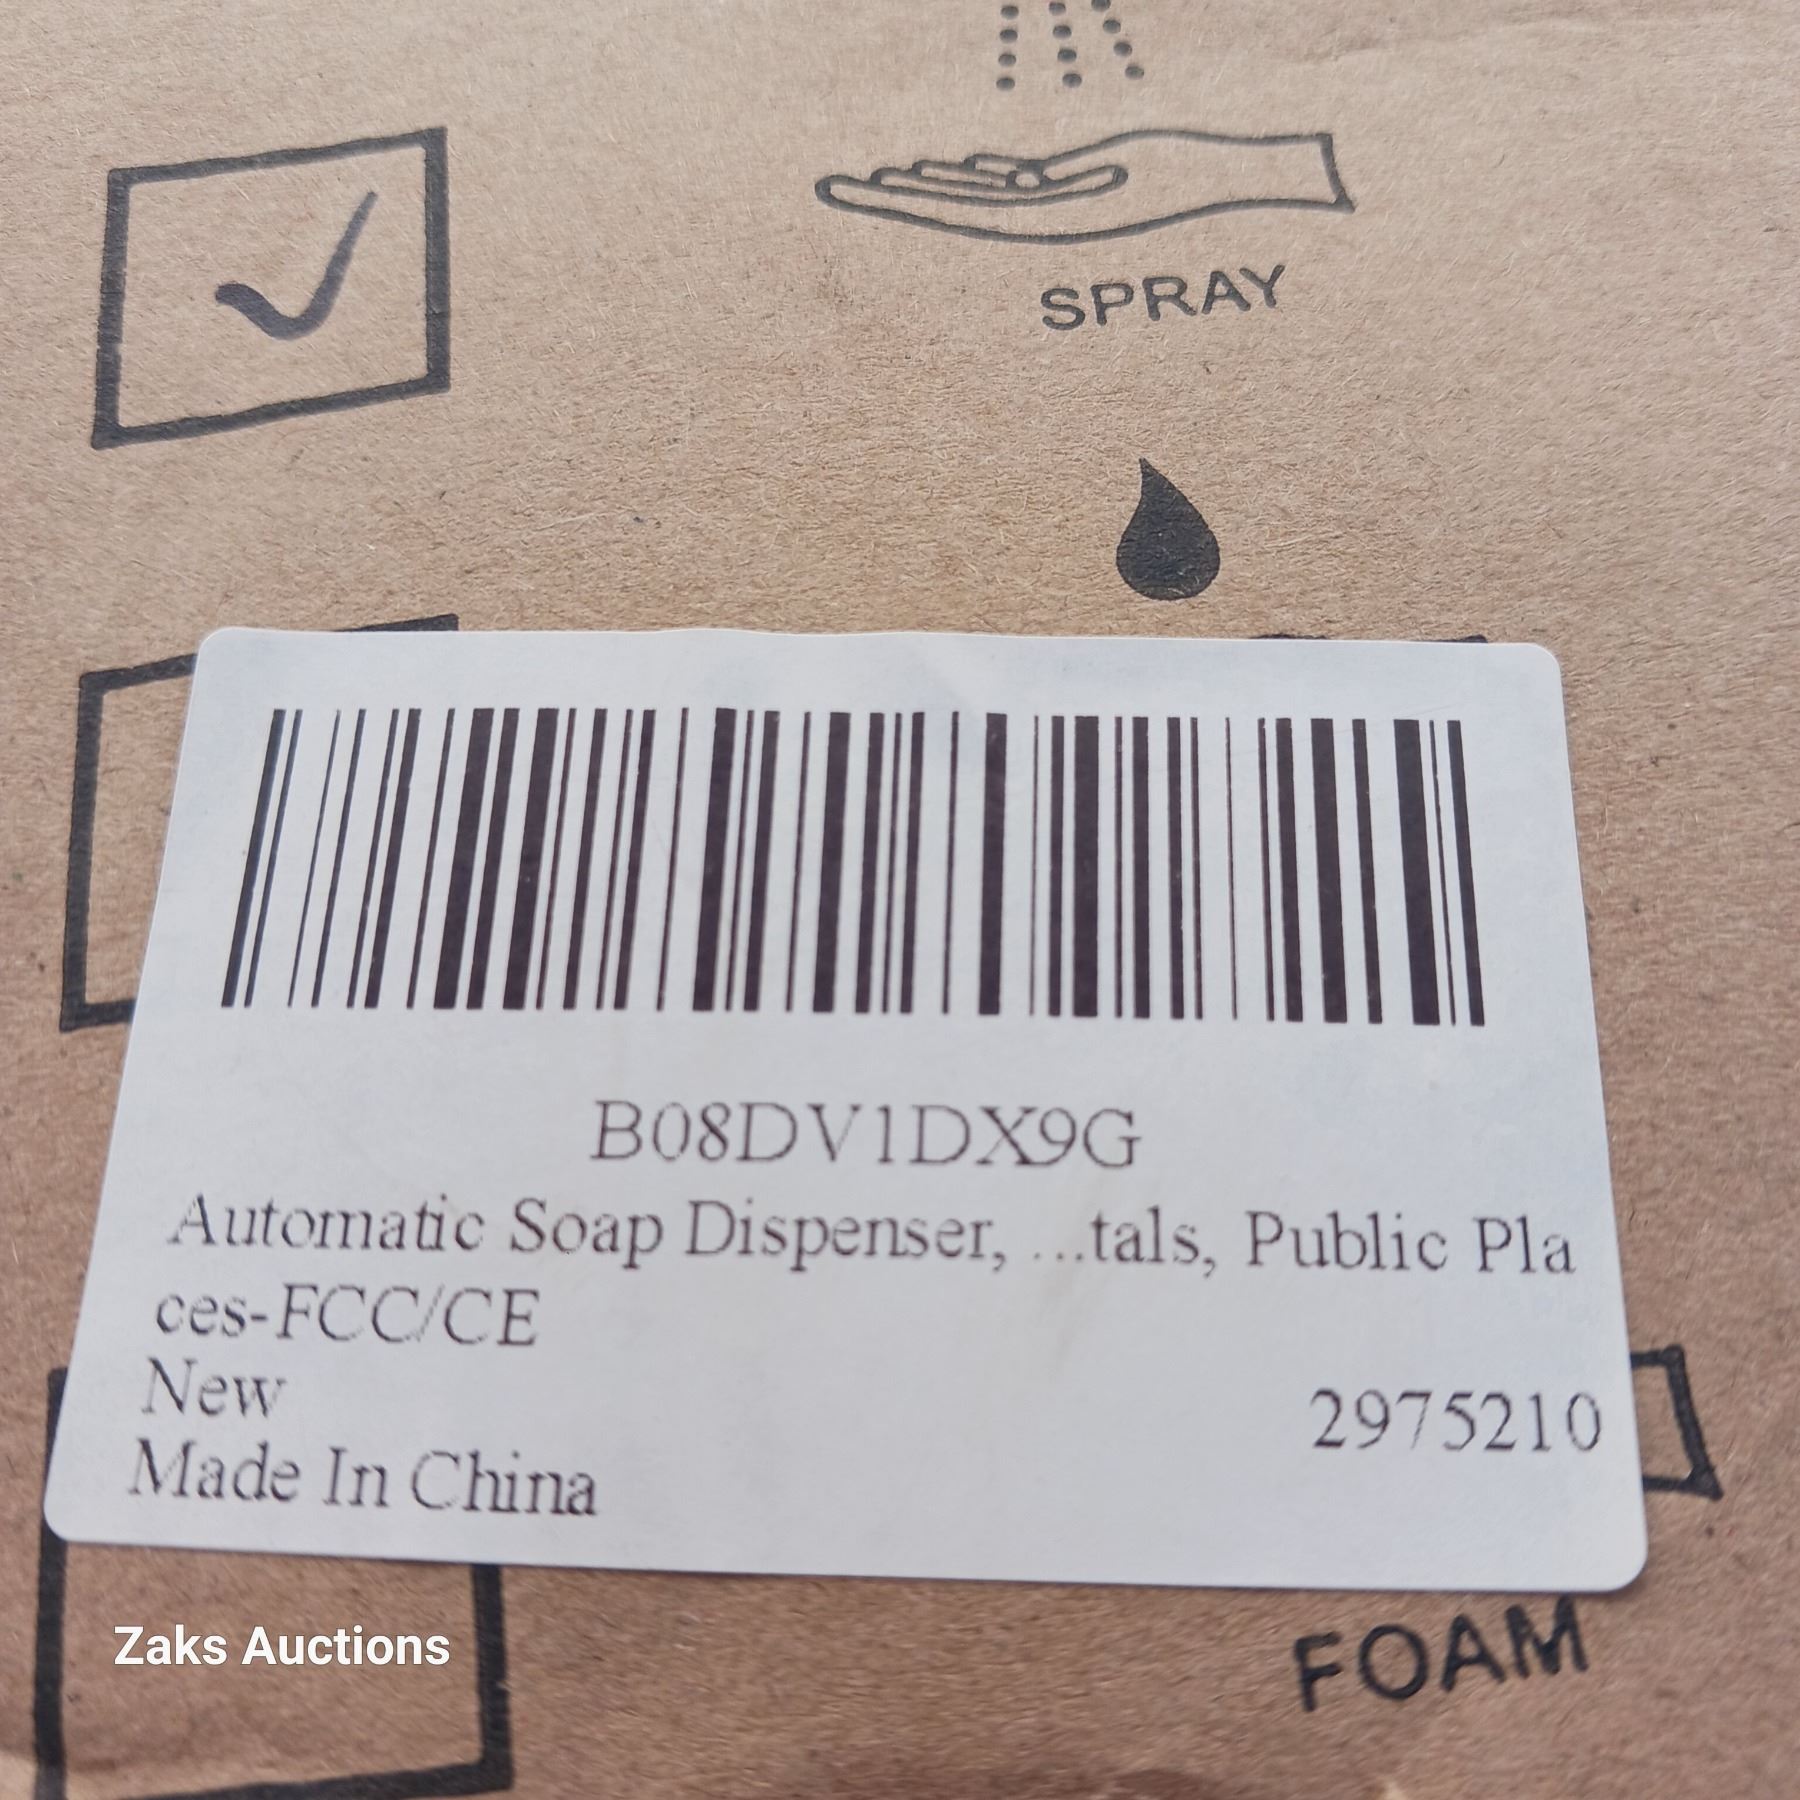 SPRAY
B08DV1DX9G
Automatic Soap Dispenser, ...tals, Public Pla
ces-FCC/CE
New
2975210
Made In China
Zaks Auctions
FOAM